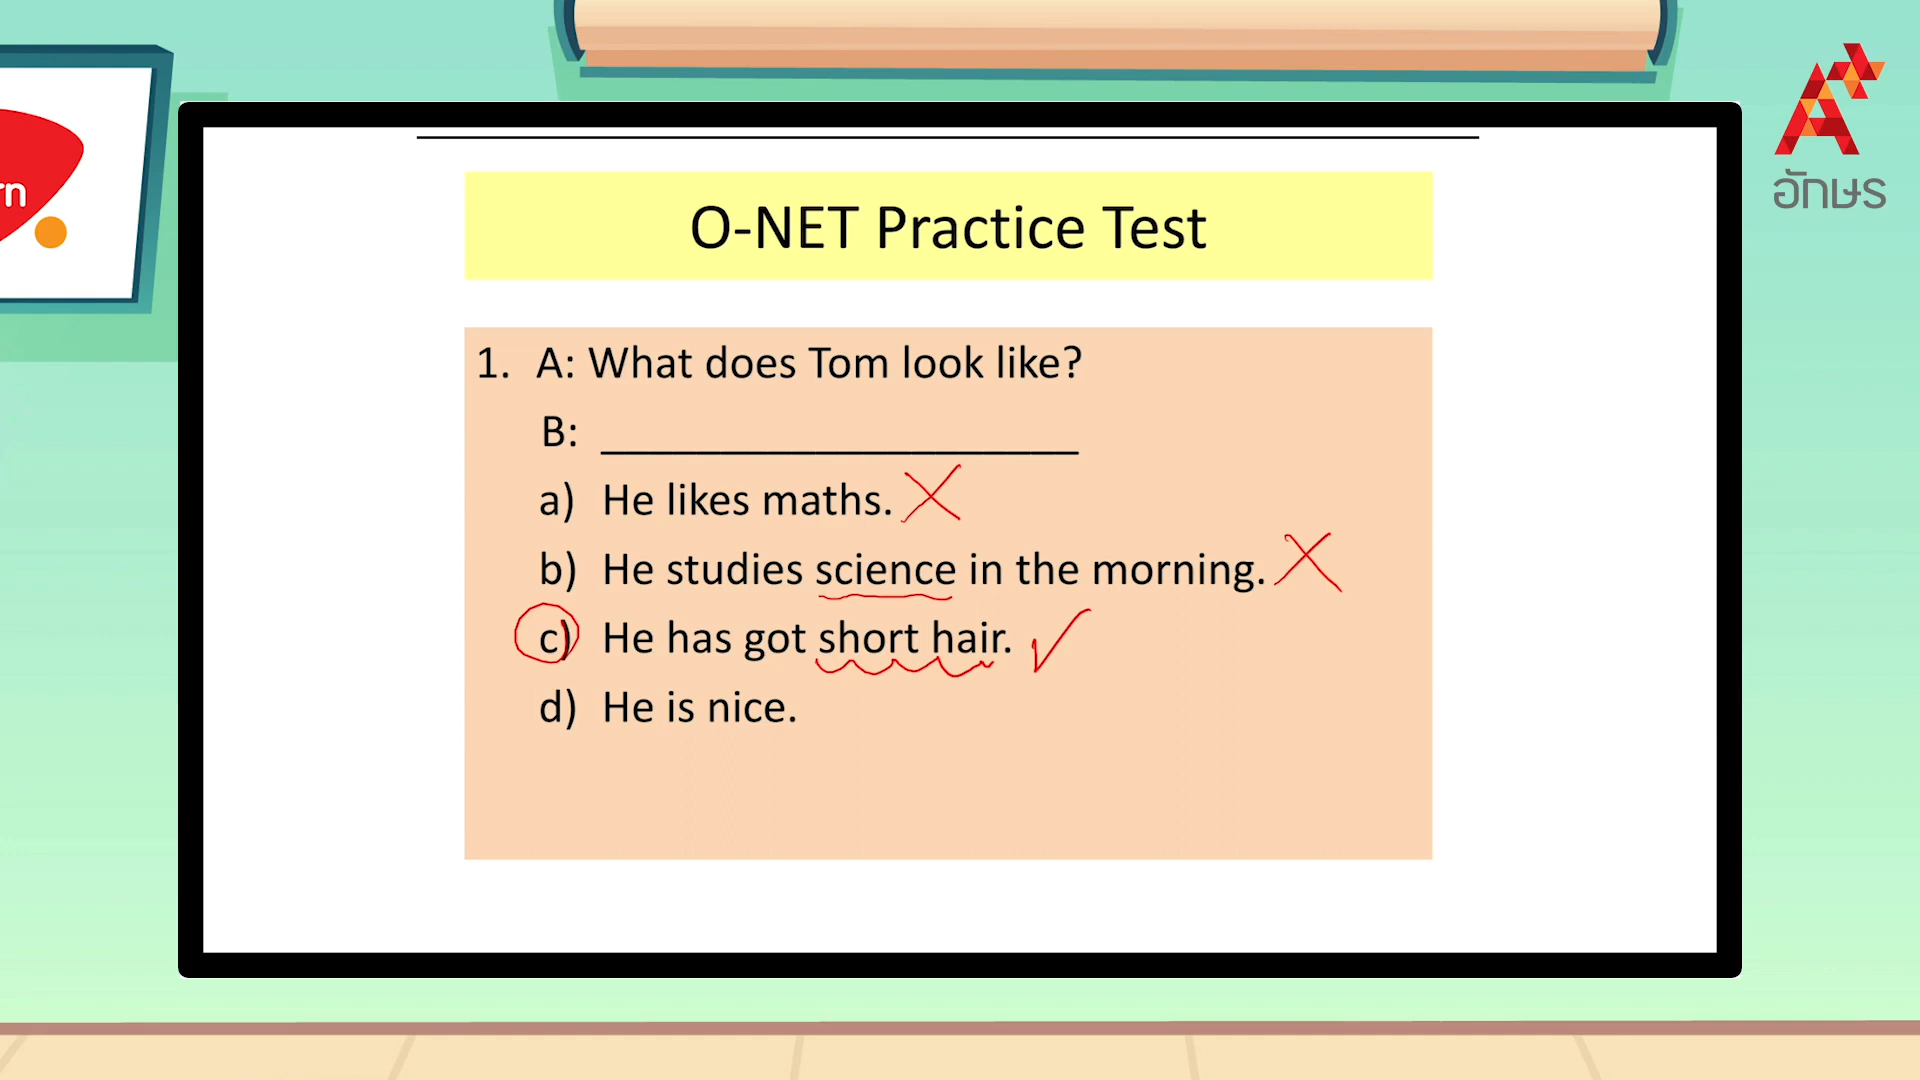 อักษร
rn
O-NET Practice Test
1. A: What does Tom look like?
B: ____________________
a) He likes maths.
b) He studies science in the morning.
c) He has got short hair.
d) He is nice.